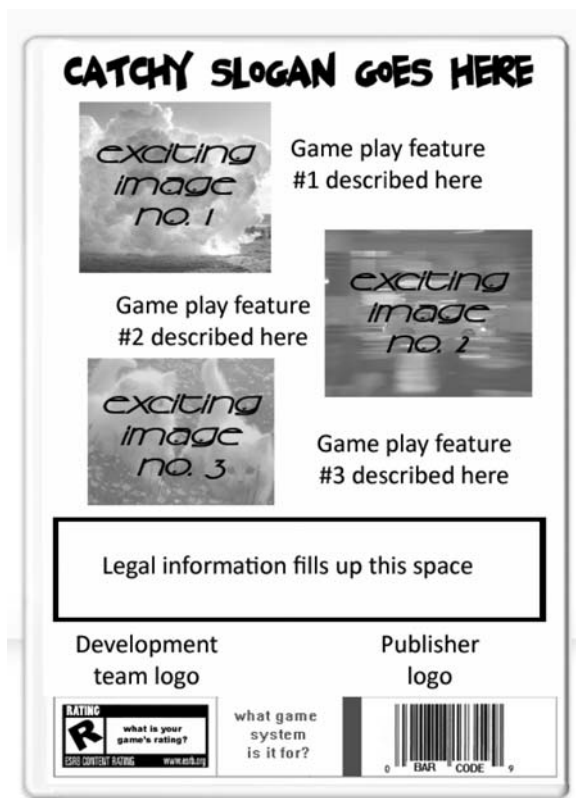 CATCHY SLOGAN GOES HERE
exciting
image
no. 1
Game play feature
#1 described here
exciting
image
no. 2
Game play feature
#2 described here
exciting
image
no. 3
Game play feature
#3 described here
Legal information fills up this space
Development
team logo
Publisher
logo
RATING
R
what is your
game's rating?
ESRB CONTENT RATING www.esrb.org
what game
system
is it for?
0 BAR CODE 9